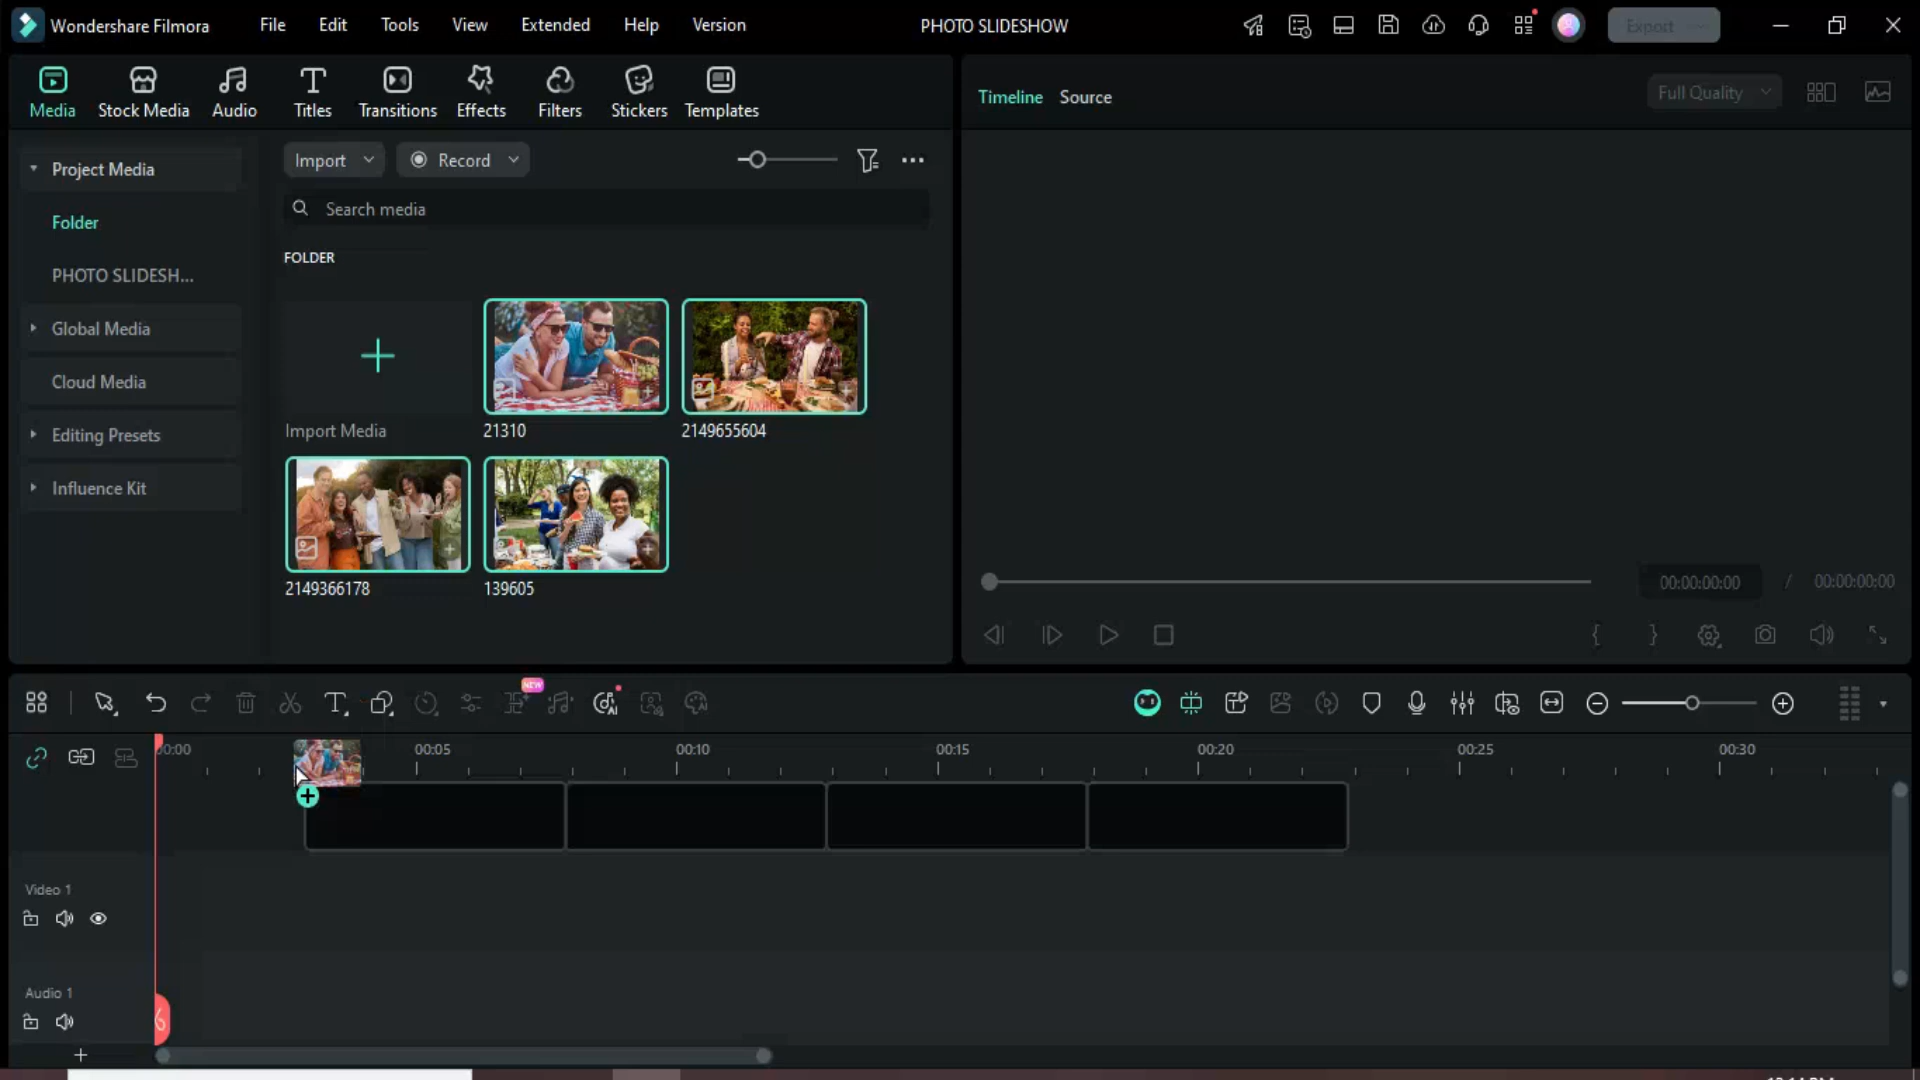 Wondershare Filmora File Edit Tools View Extended Help Version PHOTO SLIDESHOW Export
Media Stock Media Audio Titles Transitions Effects Filters Stickers Templates
Timeline Source Full Quality
Project Media
Folder
PHOTO SLIDESH...
Global Media
Cloud Media
Editing Presets
Influence Kit
Import Record
Search media
FOLDER
Import Media 21310 2149655604
2149366178 139605
00:00:00:00 / 00:00:00:00
NEW
00:00 00:05 00:10 00:15 00:20 00:25 00:30
Video 1
Audio 1